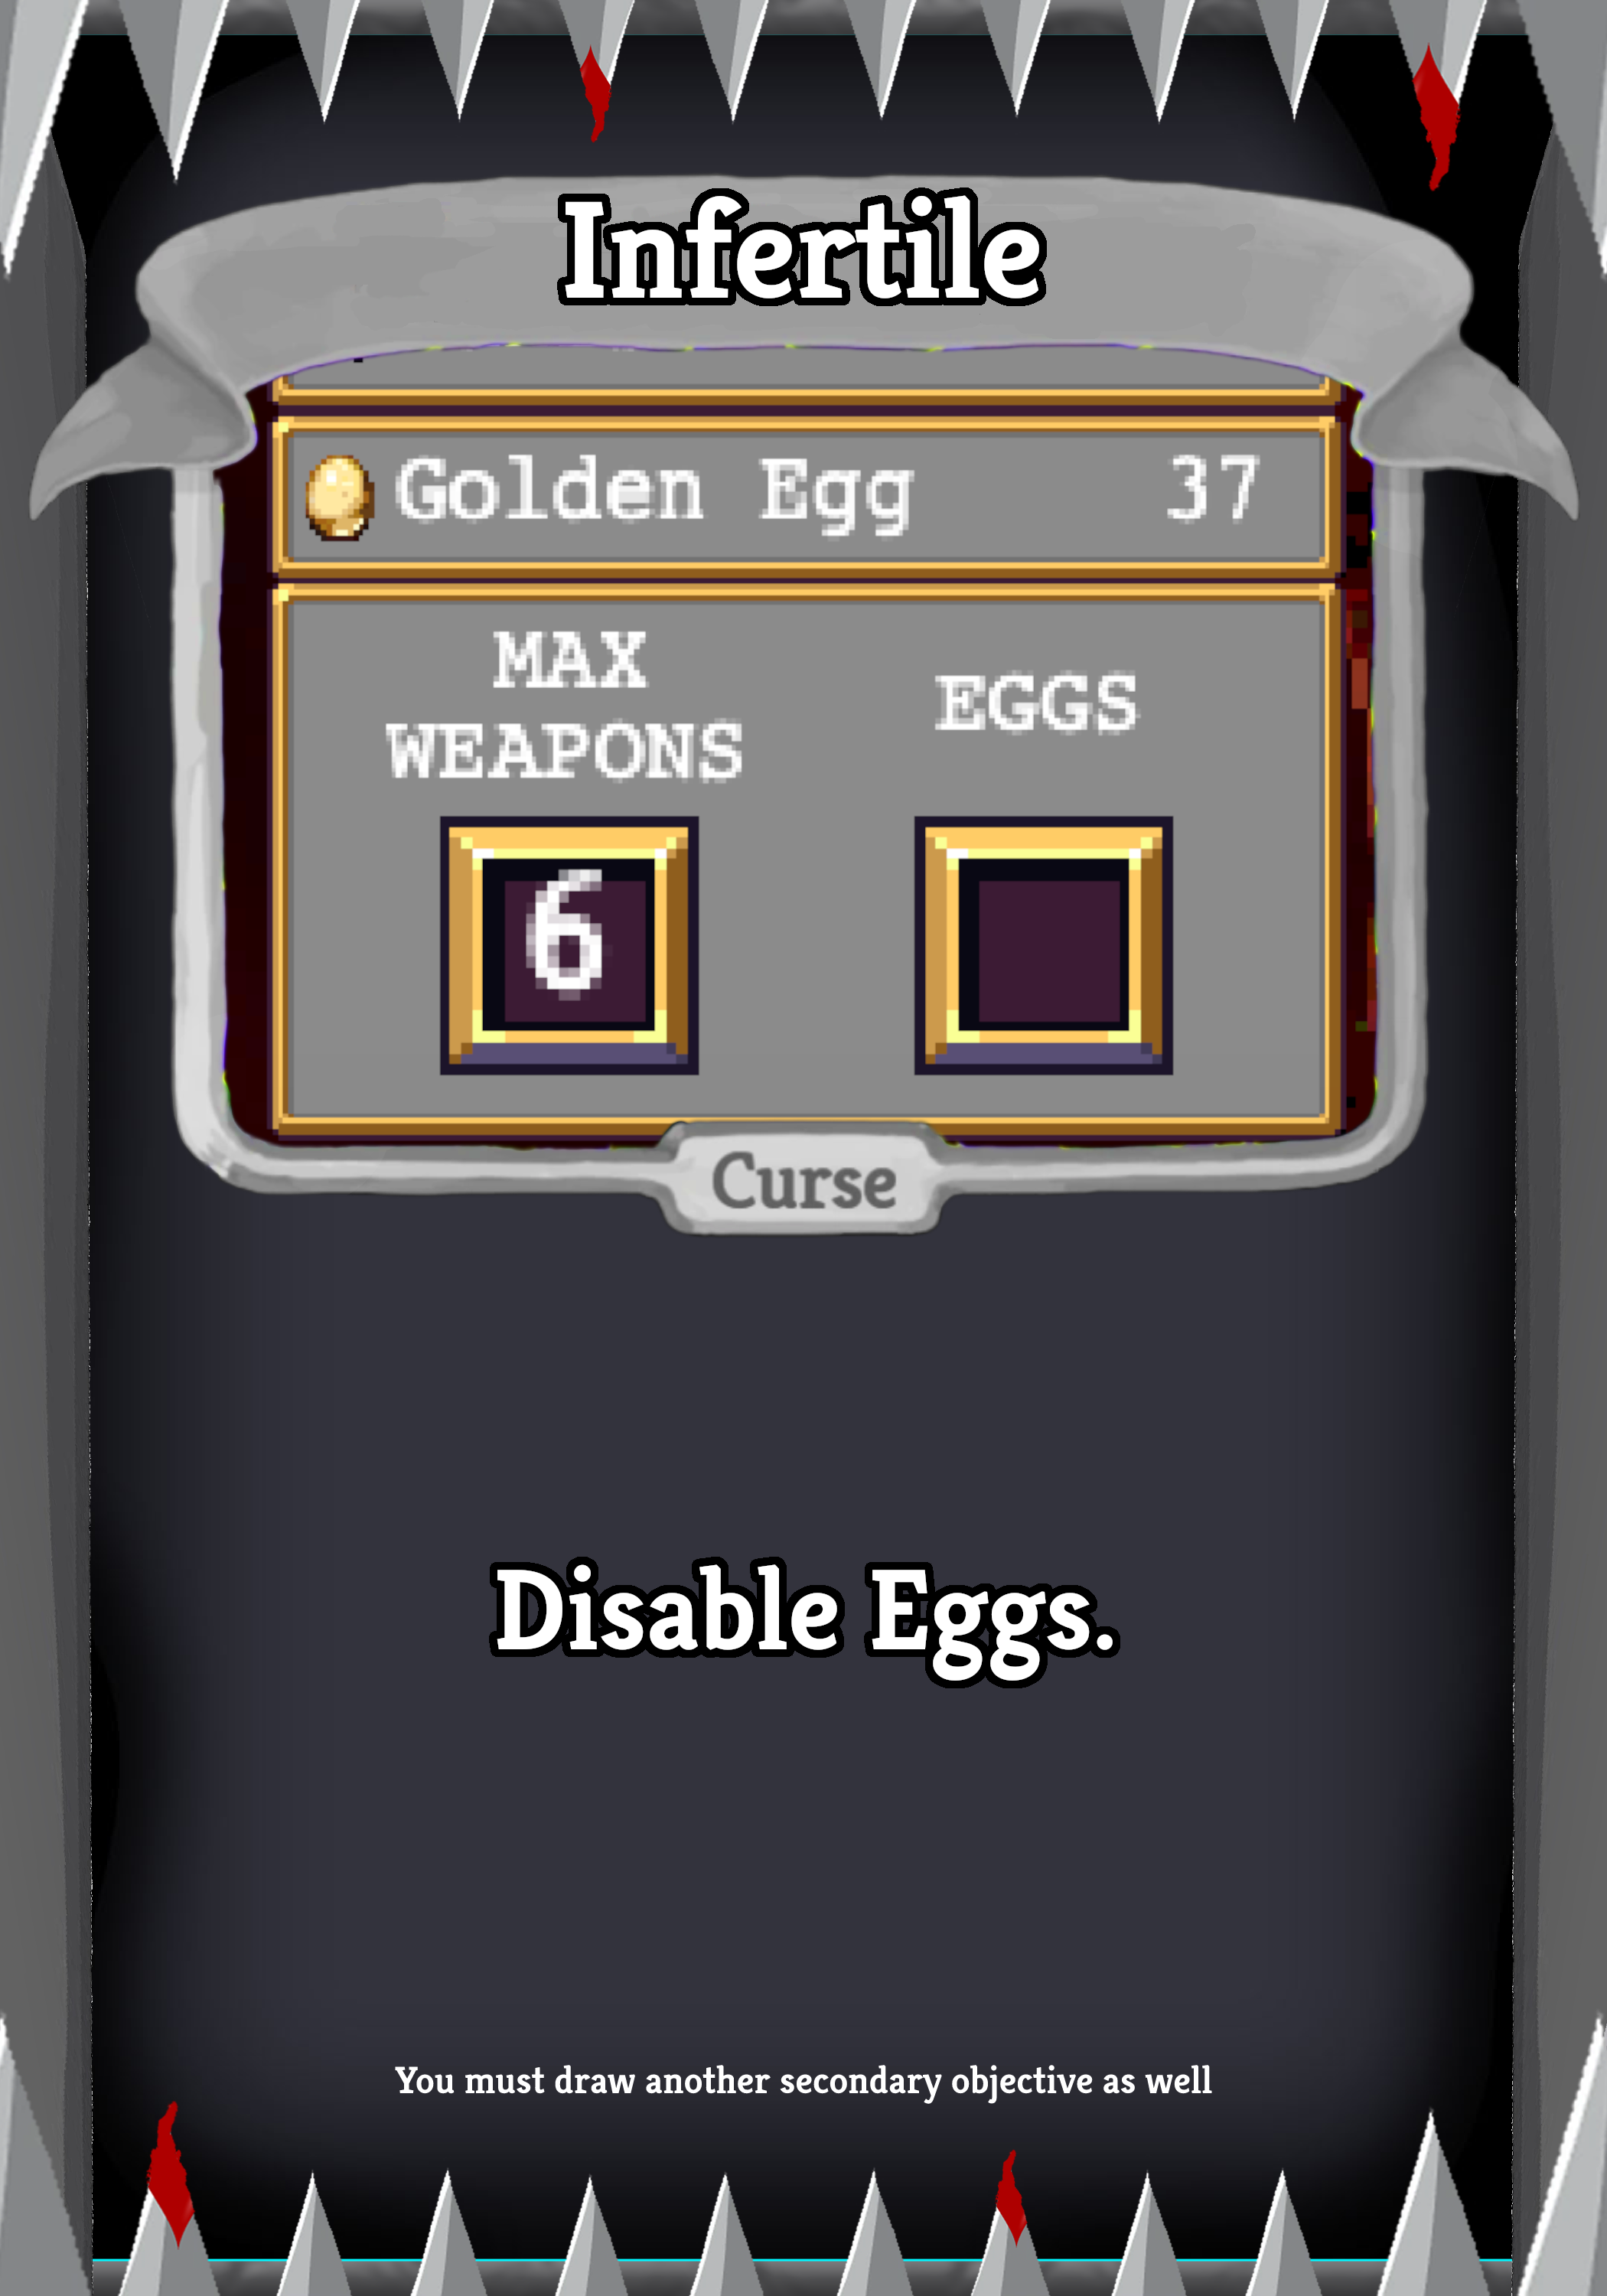 Infertile
Golden Egg 37
MAX
WEAPONS
EGGS
6
Curse
Disable Eggs.
You must draw another secondary objective as well